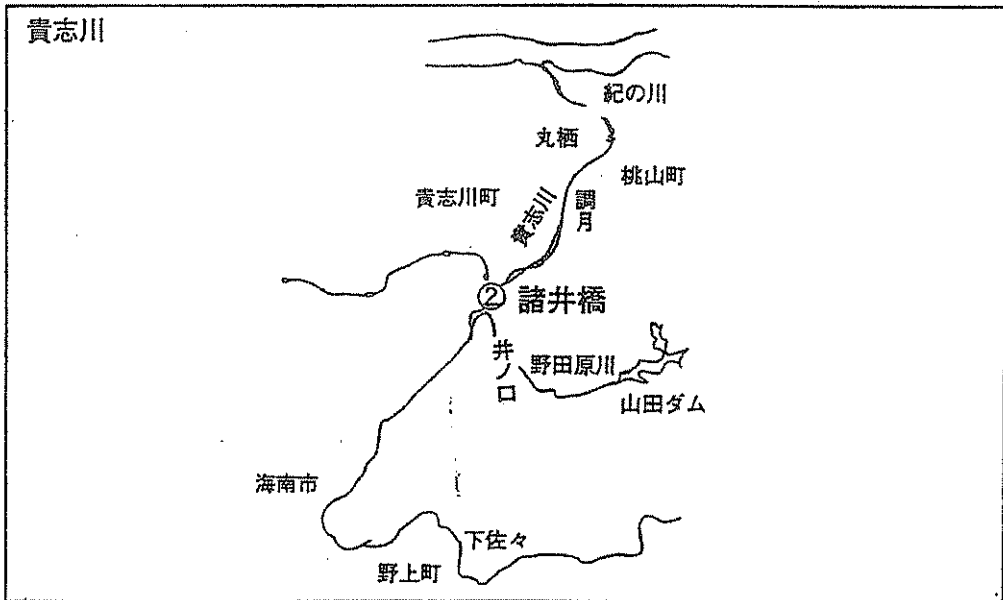 貴志川
紀の川
丸栖
桃山町
貴志川町
貴志川
調月
② 諸井橋
井ノ口
野田原川
山田ダム
海南市
下佐々
野上町